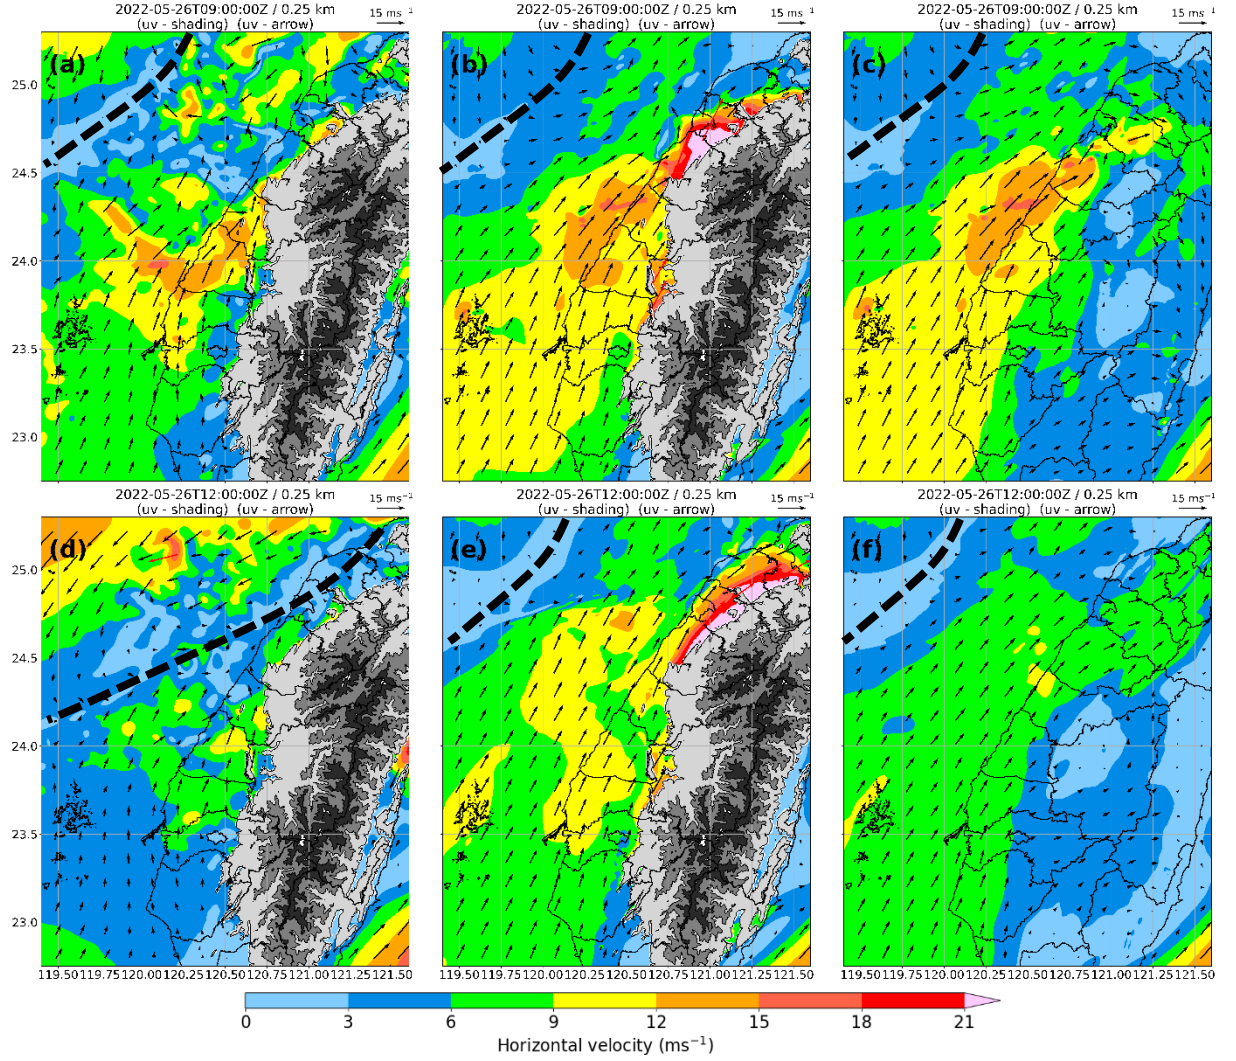 2022-05-26T09:00:00Z / 0.25 km
(uv - shading) (uv - arrow)
15 ms⁻¹
2022-05-26T09:00:00Z / 0.25 km
(uv - shading) (uv - arrow)
15 ms⁻¹
2022-05-26T09:00:00Z / 0.25 km
(uv - shading) (uv - arrow)
15 ms⁻¹
(a)
(b)
(c)
25.0
24.5
24.0
23.5
23.0
2022-05-26T12:00:00Z / 0.25 km
(uv - shading) (uv - arrow)
15 ms⁻¹
2022-05-26T12:00:00Z / 0.25 km
(uv - shading) (uv - arrow)
15 ms⁻¹
2022-05-26T12:00:00Z / 0.25 km
(uv - shading) (uv - arrow)
15 ms⁻¹
(d)
(e)
(f)
25.0
24.5
24.0
23.5
23.0
119.50 119.75 120.00 120.25 120.50 120.75 121.00 121.25 121.50
119.50 119.75 120.00 120.25 120.50 120.75 121.00 121.25 121.50
119.50 119.75 120.00 120.25 120.50 120.75 121.00 121.25 121.50
0 3 6 9 12 15 18 21
Horizontal velocity (ms⁻¹)